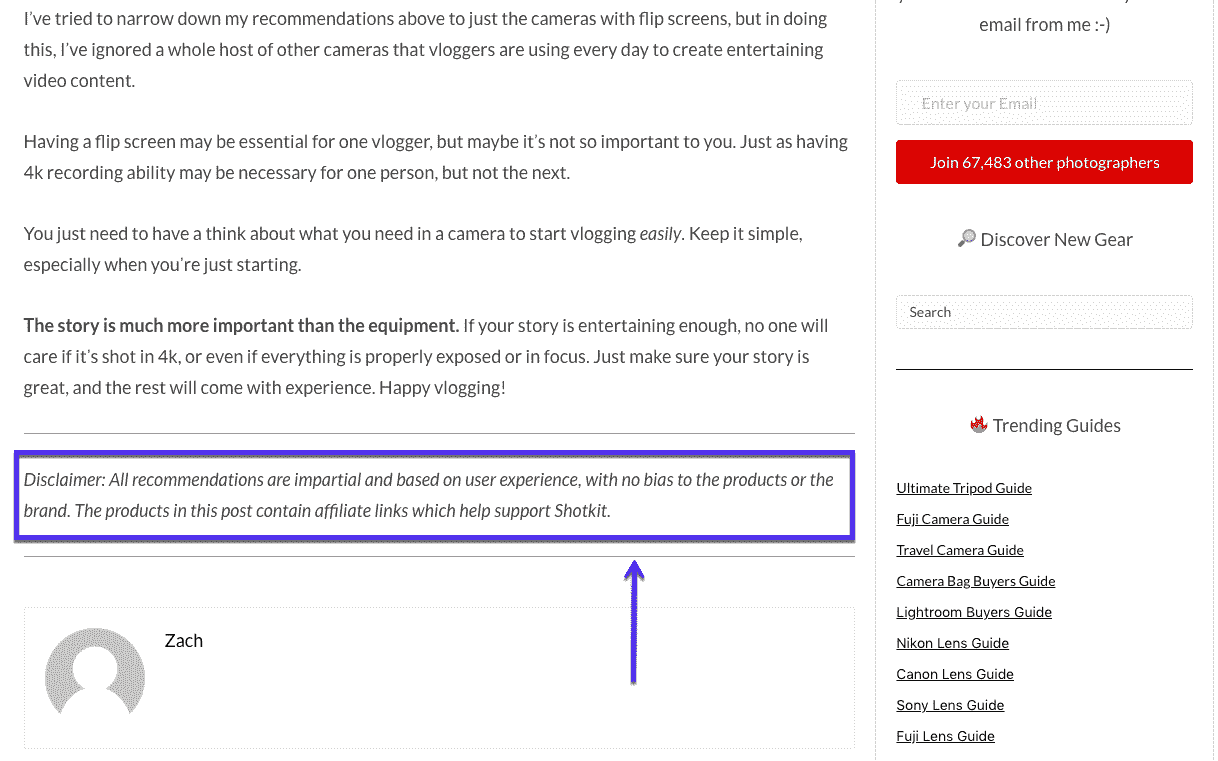 I've tried to narrow down my recommendations above to just the cameras with flip screens, but in doing
this, I've ignored a whole host of other cameras that vloggers are using every day to create entertaining
video content.
Having a flip screen may be essential for one vlogger, but maybe it's not so important to you. Just as having
4k recording ability may be necessary for one person, but not the next.
You just need to have a think about what you need in a camera to start vlogging easily. Keep it simple,
especially when you're just starting.
The story is much more important than the equipment. If your story is entertaining enough, no one will
care if it's shot in 4k, or even if everything is properly exposed or in focus. Just make sure your story is
great, and the rest will come with experience. Happy vlogging!
Disclaimer: All recommendations are impartial and based on user experience, with no bias to the products or the
brand. The products in this post contain affiliate links which help support Shotkit.
Zach
email from me :-)
Enter your Email
Join 67,483 other photographers
Discover New Gear
Search
Trending Guides
Ultimate Tripod Guide
Fuji Camera Guide
Travel Camera Guide
Camera Bag Buyers Guide
Lightroom Buyers Guide
Nikon Lens Guide
Canon Lens Guide
Sony Lens Guide
Fuji Lens Guide